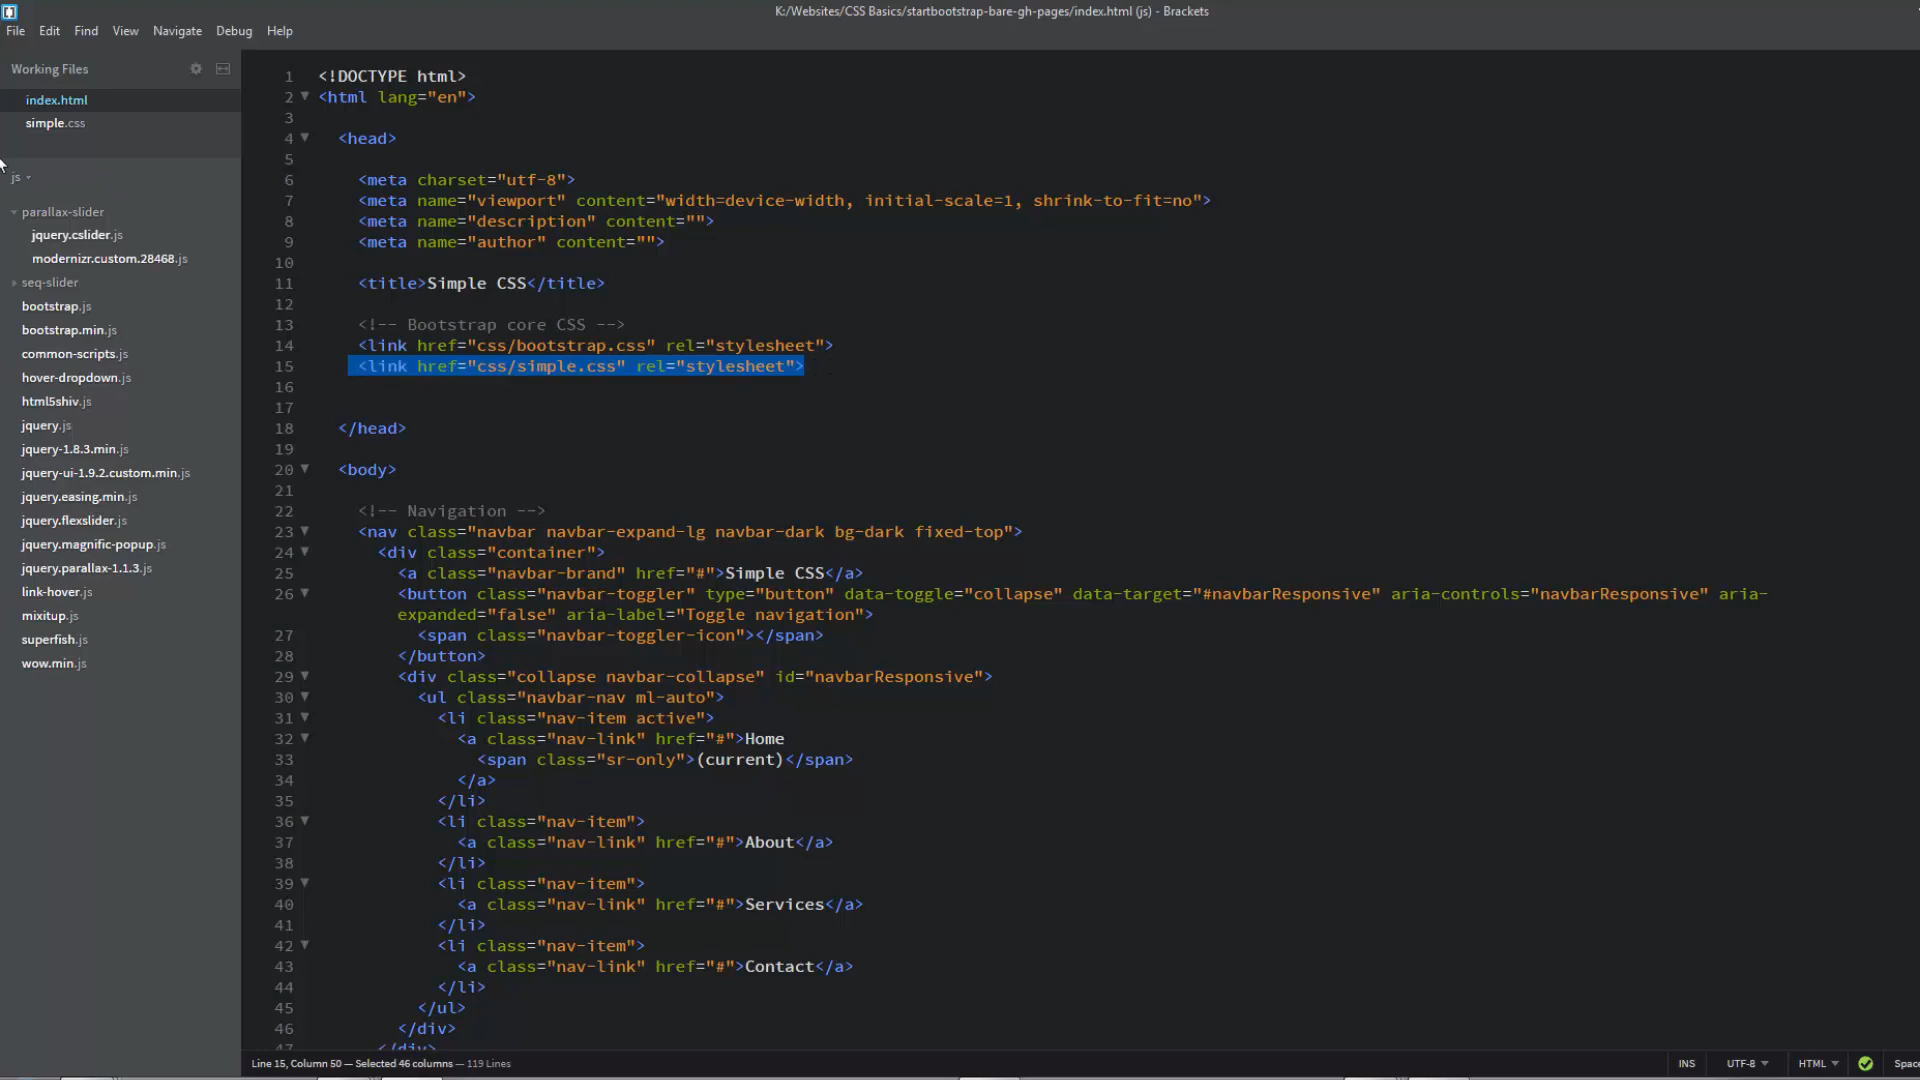 K:/Websites/CSS Basics/startbootstrap-bare-gh-pages/index.html (js) - Brackets
File Edit Find View Navigate Debug Help
Working Files
index.html
simple.css
js
parallax-slider
jquery.cslider.js
modernizr.custom.28468.js
seq-slider
bootstrap.js
bootstrap.min.js
common-scripts.js
hover-dropdown.js
html5shiv.js
jquery.js
jquery-1.8.3.min.js
jquery-ui-1.9.2.custom.min.js
jquery.easing.min.js
jquery.flexslider.js
jquery.magnific-popup.js
jquery.parallax-1.1.3.js
link-hover.js
mixitup.js
superfish.js
wow.min.js
1 <!DOCTYPE html>
2 <html lang="en">
3
4 <head>
5
6 <meta charset="utf-8">
7 <meta name="viewport" content="width=device-width, initial-scale=1, shrink-to-fit=no">
8 <meta name="description" content="">
9 <meta name="author" content="">
10
11 <title>Simple CSS</title>
12
13 <!-- Bootstrap core CSS -->
14 <link href="css/bootstrap.css" rel="stylesheet">
15 <link href="css/simple.css" rel="stylesheet">
16
17
18 </head>
19
20 <body>
21
22 <!-- Navigation -->
23 <nav class="navbar navbar-expand-lg navbar-dark bg-dark fixed-top">
24 <div class="container">
25 <a class="navbar-brand" href="#">Simple CSS</a>
26 <button class="navbar-toggler" type="button" data-toggle="collapse" data-target="#navbarResponsive" aria-controls="navbarResponsive" aria-
expanded="false" aria-label="Toggle navigation">
27 <span class="navbar-toggler-icon"></span>
28 </button>
29 <div class="collapse navbar-collapse" id="navbarResponsive">
30 <ul class="navbar-nav ml-auto">
31 <li class="nav-item active">
32 <a class="nav-link" href="#">Home
33 <span class="sr-only">(current)</span>
34 </a>
35 </li>
36 <li class="nav-item">
37 <a class="nav-link" href="#">About</a>
38 </li>
39 <li class="nav-item">
40 <a class="nav-link" href="#">Services</a>
41 </li>
42 <li class="nav-item">
43 <a class="nav-link" href="#">Contact</a>
44 </li>
45 </ul>
46 </div>
47 </div>
Line 15, Column 50 — Selected 46 columns — 119 Lines
INS UTF-8 HTML Space